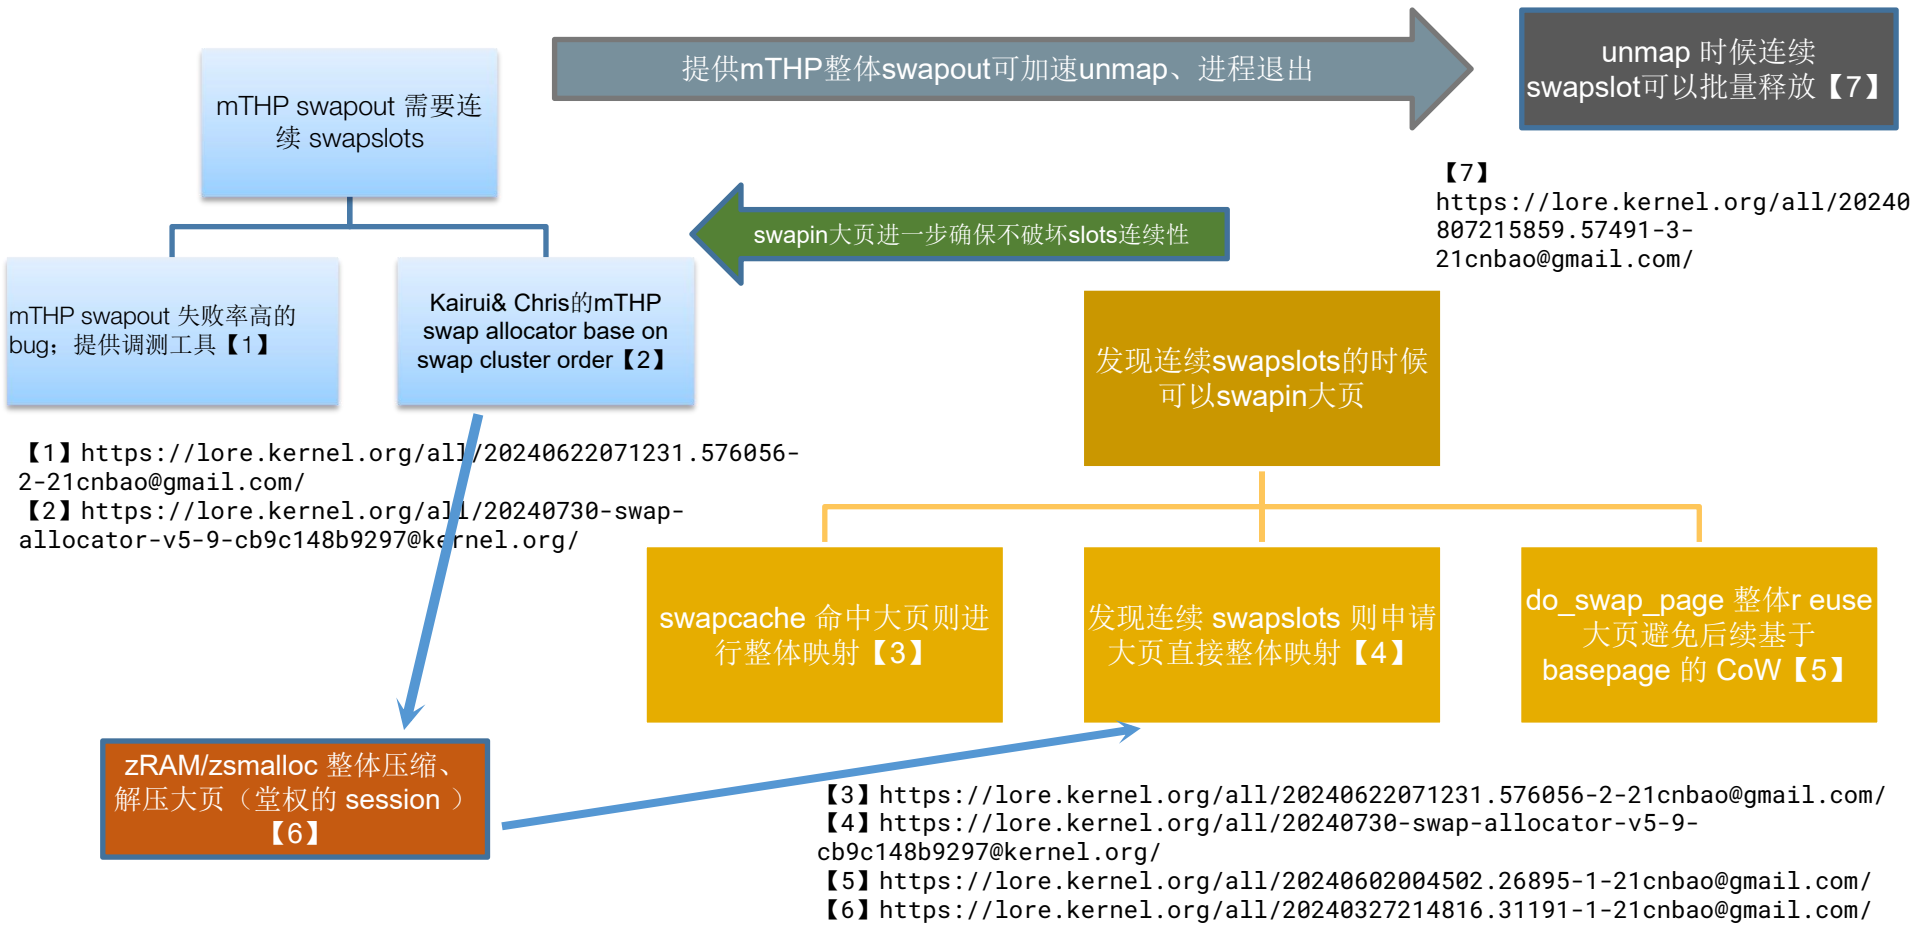 mTHP swapout 需要连
续 swapslots
提供mTHP整体swapout可加速unmap、进程退出
unmap 时候连续
swapslot可以批量释放【7】
【7】
https://lore.kernel.org/all/20240
807215859.57491-3-
21cnbao@gmail.com/
swapin大页进一步确保不破坏slots连续性
mTHP swapout 失败率高的
bug；提供调测工具【1】
Kairui& Chris的mTHP
swap allocator base on
swap cluster order【2】
【1】https://lore.kernel.org/all/20240622071231.576056-
2-21cnbao@gmail.com/
【2】https://lore.kernel.org/all/20240730-swap-
allocator-v5-9-cb9c148b9297@kernel.org/
发现连续swapslots的时候
可以swapin大页
swapcache 命中大页则进
行整体映射【3】
发现连续 swapslots 则申请
大页直接整体映射【4】
do_swap_page 整体r euse
大页避免后续基于
basepage 的 CoW【5】
zRAM/zsmalloc 整体压缩、
解压大页（堂权的 session ）
【6】
【3】https://lore.kernel.org/all/20240622071231.576056-2-21cnbao@gmail.com/
【4】https://lore.kernel.org/all/20240730-swap-allocator-v5-9-
cb9c148b9297@kernel.org/
【5】https://lore.kernel.org/all/20240602004502.26895-1-21cnbao@gmail.com/
【6】https://lore.kernel.org/all/20240327214816.31191-1-21cnbao@gmail.com/